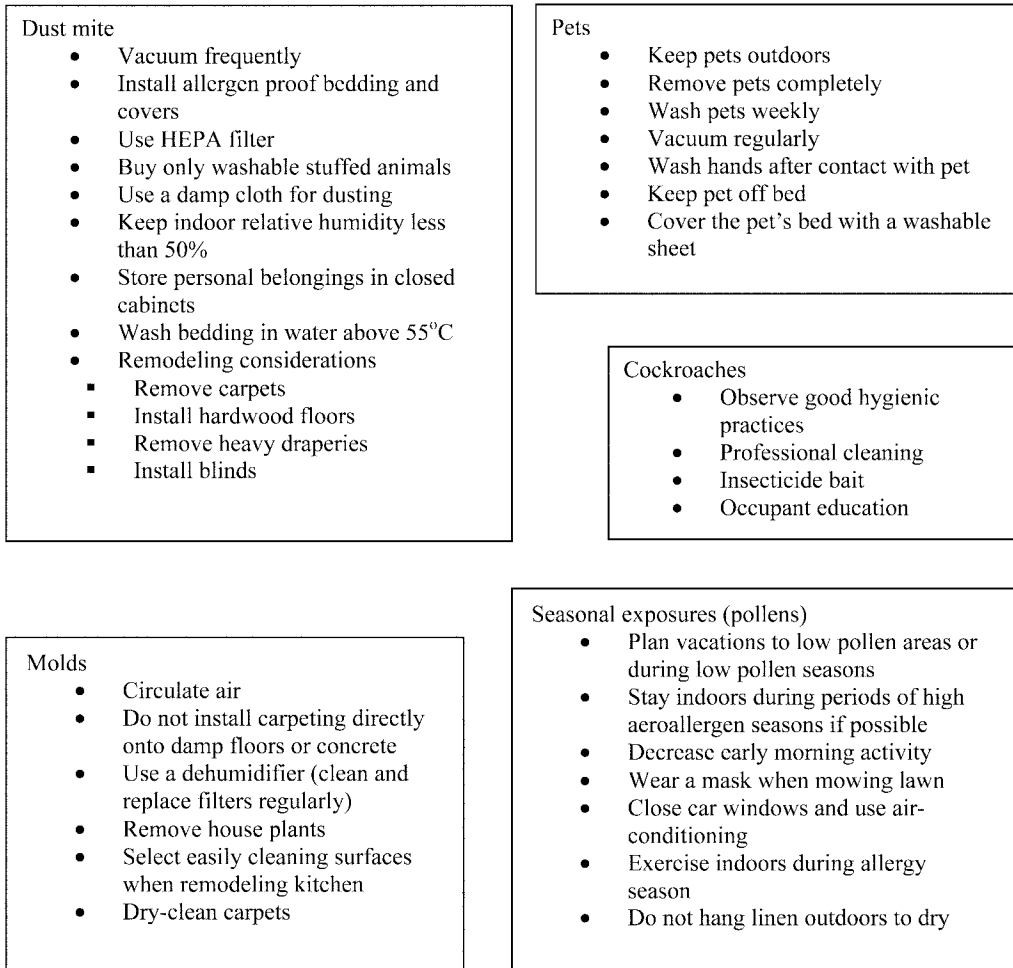 Dust mite
• Vacuum frequently
• Install allergen proof bedding and
covers
• Use HEPA filter
• Buy only washable stuffed animals
• Use a damp cloth for dusting
• Keep indoor relative humidity less
than 50%
• Store personal belongings in closed
cabinets
• Wash bedding in water above 55°C
• Remodeling considerations
▪ Remove carpets
▪ Install hardwood floors
▪ Remove heavy draperies
▪ Install blinds
Pets
• Keep pets outdoors
• Remove pets completely
• Wash pets weekly
• Vacuum regularly
• Wash hands after contact with pet
• Keep pet off bed
• Cover the pet's bed with a washable
sheet
Cockroaches
• Observe good hygienic
practices
• Professional cleaning
• Insecticide bait
• Occupant education
Molds
• Circulate air
• Do not install carpeting directly
onto damp floors or concrete
• Use a dehumidifier (clean and
replace filters regularly)
• Remove house plants
• Select easily cleaning surfaces
when remodeling kitchen
• Dry-clean carpets
Seasonal exposures (pollens)
• Plan vacations to low pollen areas or
during low pollen seasons
• Stay indoors during periods of high
aeroallergen seasons if possible
• Decrease early morning activity
• Wear a mask when mowing lawn
• Close car windows and use air-
conditioning
• Exercise indoors during allergy
season
• Do not hang linen outdoors to dry